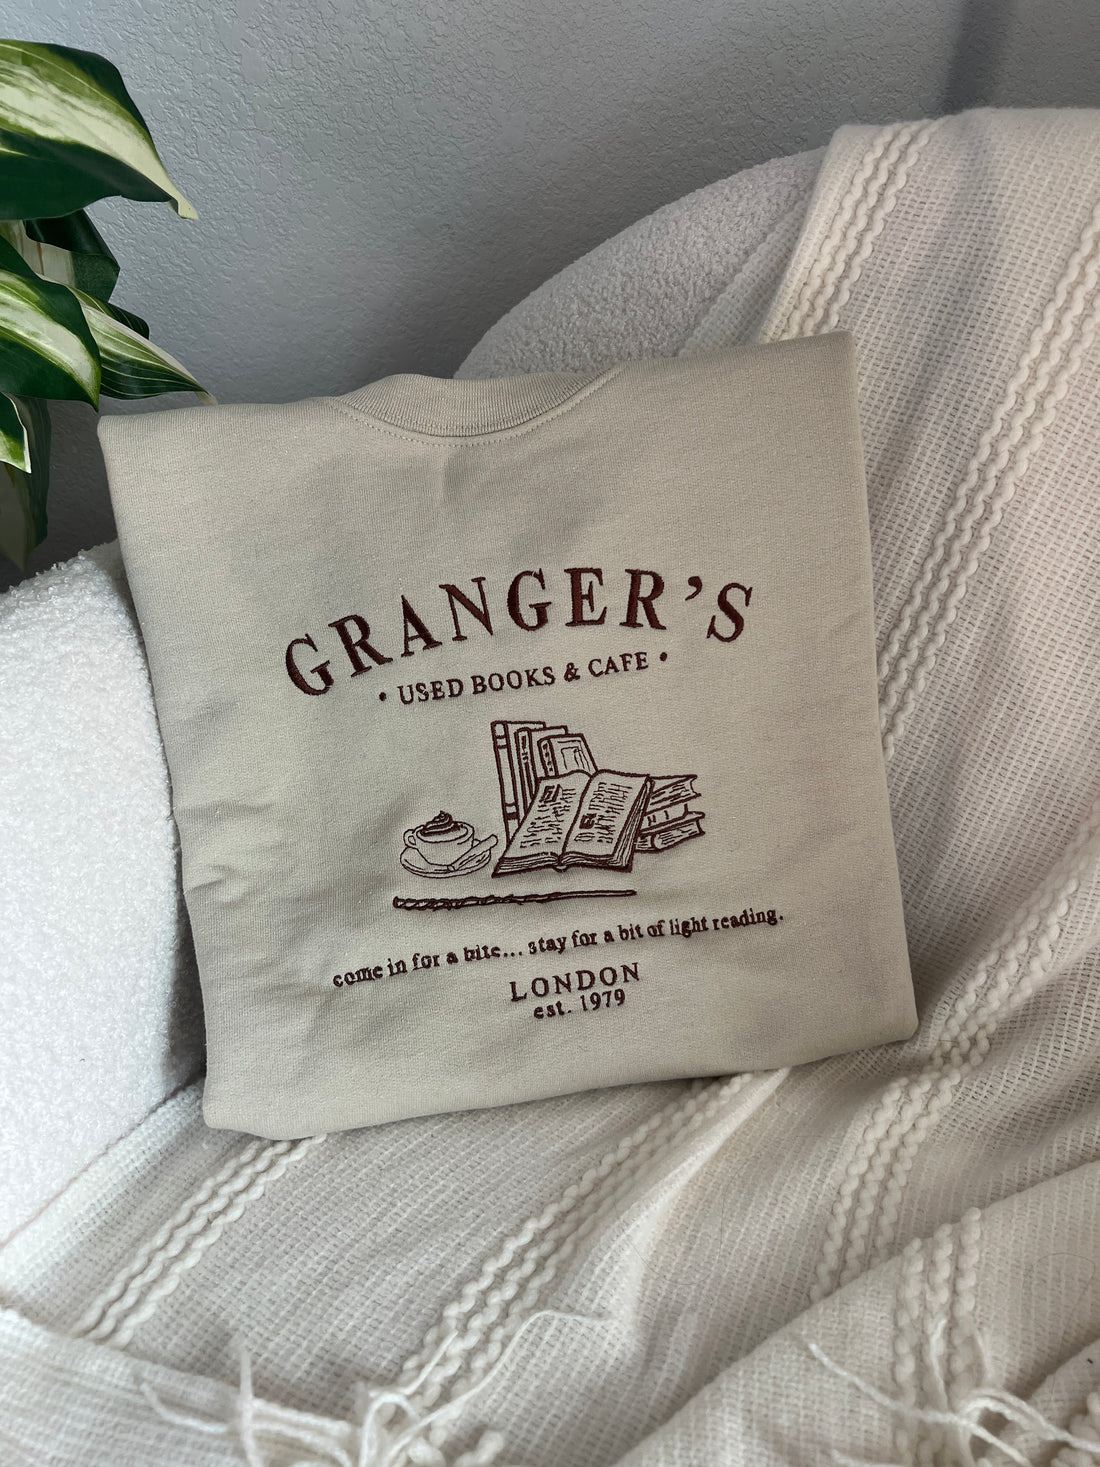 GRANGER'S
• USED BOOKS & CAFE •
come in for a bite... stay for a bit of light reading.
LONDON
est. 1979